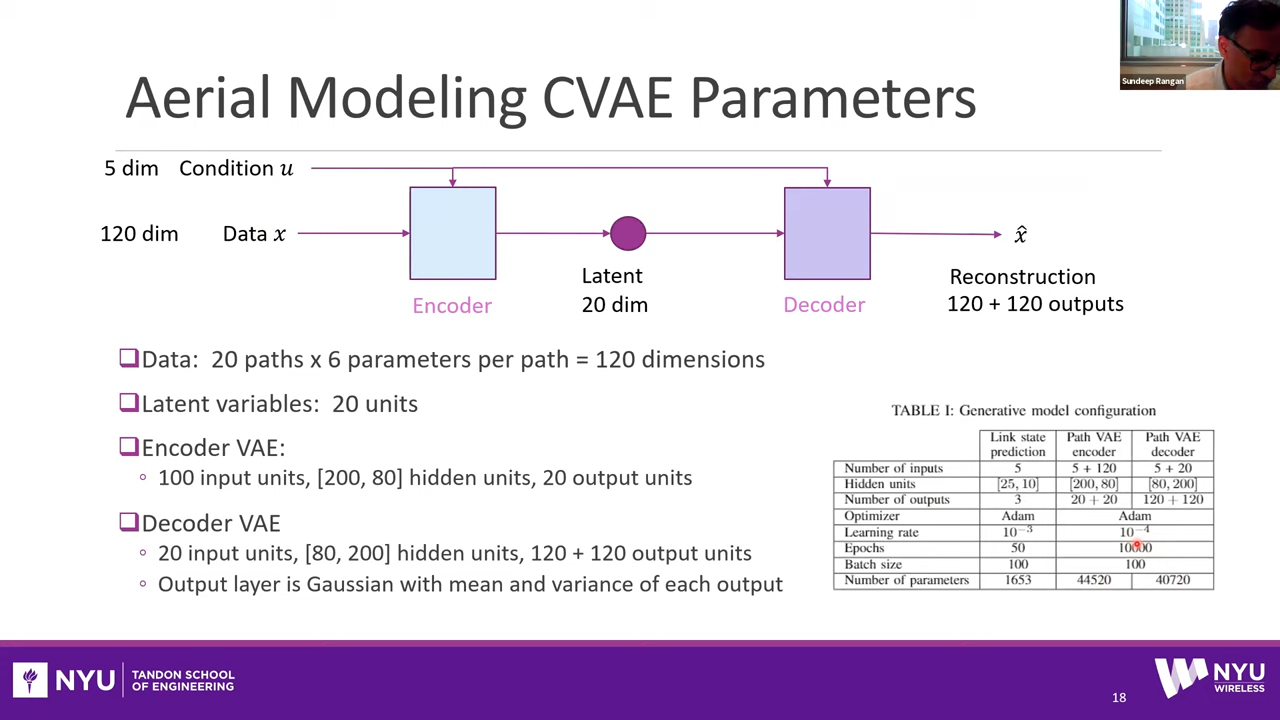 Sundeep Rangan
Aerial Modeling CVAE Parameters
5 dim Condition u
120 dim Data x
x̂
Latent
20 dim
Encoder
Decoder
Reconstruction
120 + 120 outputs
Data: 20 paths x 6 parameters per path = 120 dimensions
Latent variables: 20 units
Encoder VAE:
◦ 100 input units, [200, 80] hidden units, 20 output units
Decoder VAE
◦ 20 input units, [80, 200] hidden units, 120 + 120 output units
◦ Output layer is Gaussian with mean and variance of each output
TABLE I: Generative model configuration
Link state prediction Path VAE encoder Path VAE decoder
Number of inputs 5 5 + 120 5 + 20
Hidden units [25, 10] [200, 80] [80, 200]
Number of outputs 3 20 + 20 120 + 120
Optimizer Adam Adam
Learning rate 10⁻³ 10⁻⁴
Epochs 50 10000
Batch size 100 100
Number of parameters 1653 44520 40720
NYU TANDON SCHOOL
OF ENGINEERING
18
NYU
WIRELESS